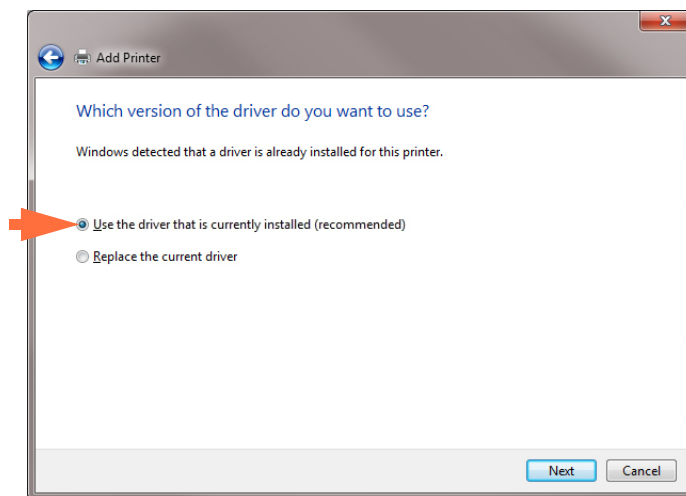 Add Printer
Which version of the driver do you want to use?
Windows detected that a driver is already installed for this printer.
Use the driver that is currently installed (recommended)
Replace the current driver
Next Cancel